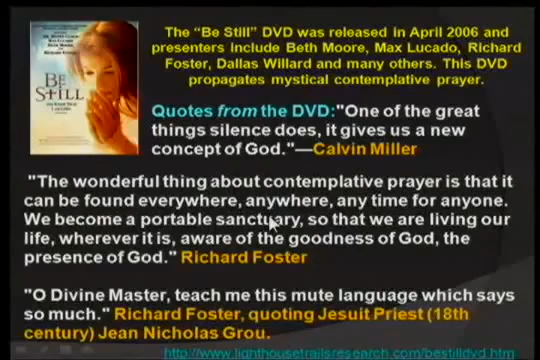 The “Be Still” DVD was released in April 2006 and
presenters include Beth Moore, Max Lucado, Richard
Foster, Dallas Willard and many others. This DVD
propagates mystical contemplative prayer.
BE
STILL
Quotes from the DVD:"One of the great
things silence does, it gives us a new
concept of God."—Calvin Miller
"The wonderful thing about contemplative prayer is that it
can be found everywhere, anywhere, any time for anyone.
We become a portable sanctuary, so that we are living our
life, wherever it is, aware of the goodness of God, the
presence of God." Richard Foster
"O Divine Master, teach me this mute language which says
so much." Richard Foster, quoting Jesuit Priest (18th
century) Jean Nicholas Grou.
http://www.lighthousetrailsresearch.com/bestilldvd.htm